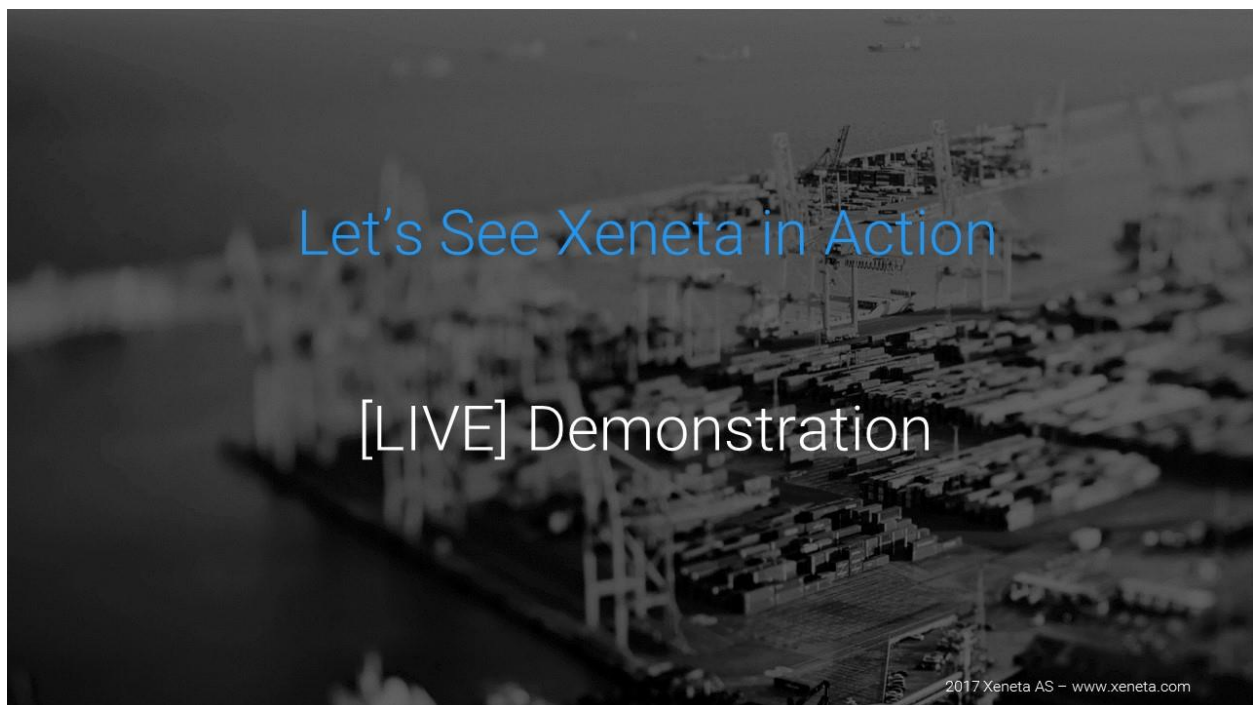 Let’s See Xeneta in Action
[LIVE] Demonstration
2017 Xeneta AS – www.xeneta.com